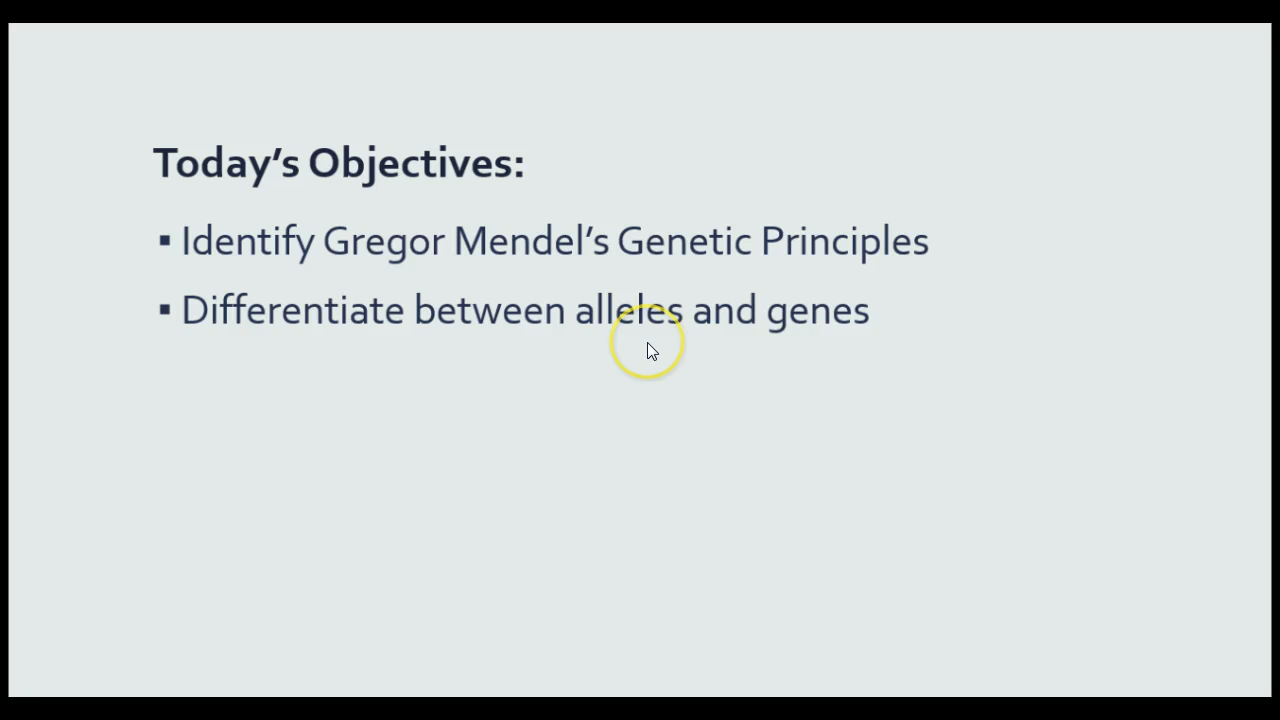 Today’s Objectives:
▪ Identify Gregor Mendel’s Genetic Principles
▪ Differentiate between alleles and genes